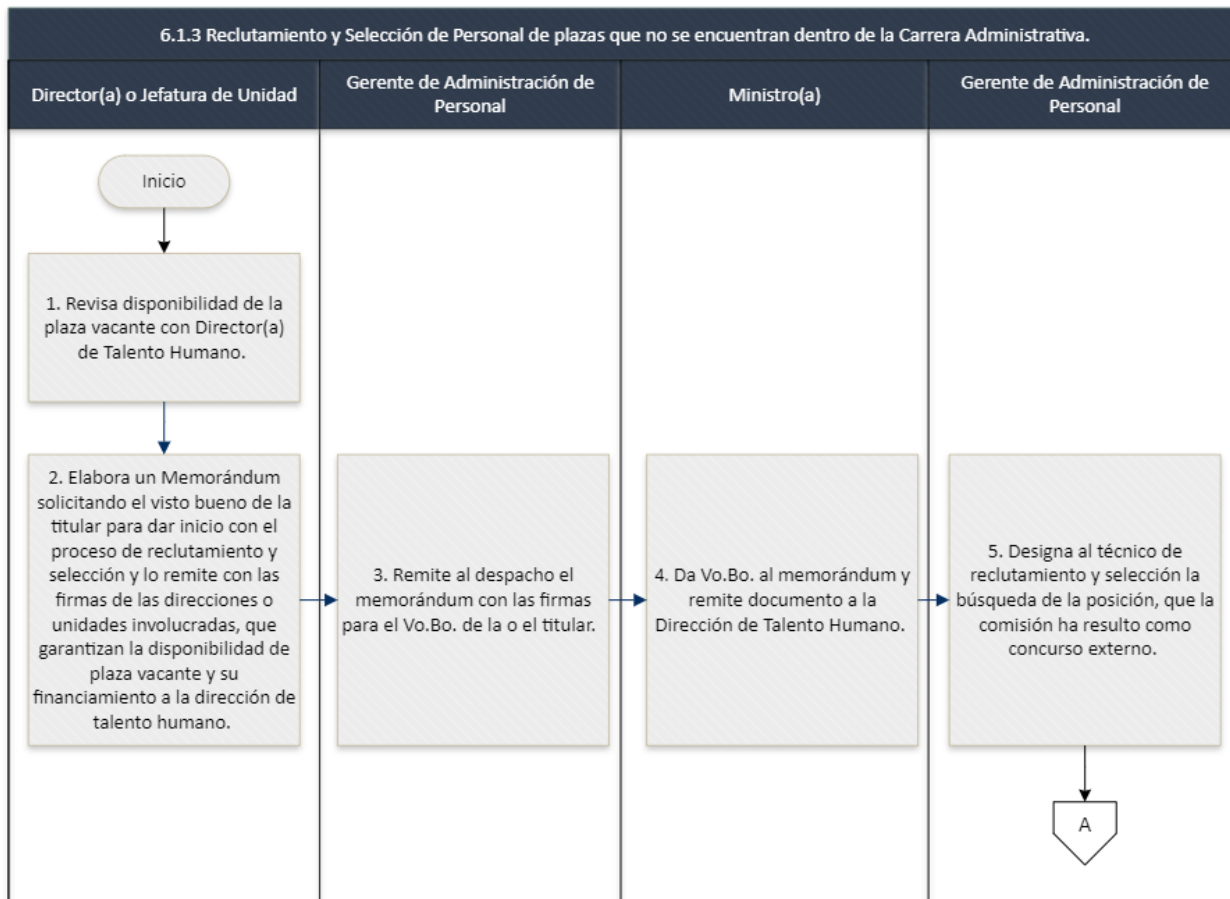 6.1.3 Reclutamiento y Selección de Personal de plazas que no se encuentran dentro de la Carrera Administrativa.
Director(a) o Jefatura de Unidad
Gerente de Administración de
Personal
Ministro(a)
Gerente de Administración de
Personal
Inicio
1. Revisa disponibilidad de la
plaza vacante con Director(a)
de Talento Humano.
2. Elabora un Memorándum
solicitando el visto bueno de la
titular para dar inicio con el
proceso de reclutamiento y
selección y lo remite con las
firmas de las direcciones o
unidades involucradas, que
garantizan la disponibilidad de
plaza vacante y su
financiamiento a la dirección de
talento humano.
3. Remite al despacho el
memorándum con las firmas
para el Vo.Bo. de la o el titular.
4. Da Vo.Bo. al memorándum y
remite documento a la
Dirección de Talento Humano.
5. Designa al técnico de
reclutamiento y selección la
búsqueda de la posición, que la
comisión ha resulto como
concurso externo.
A